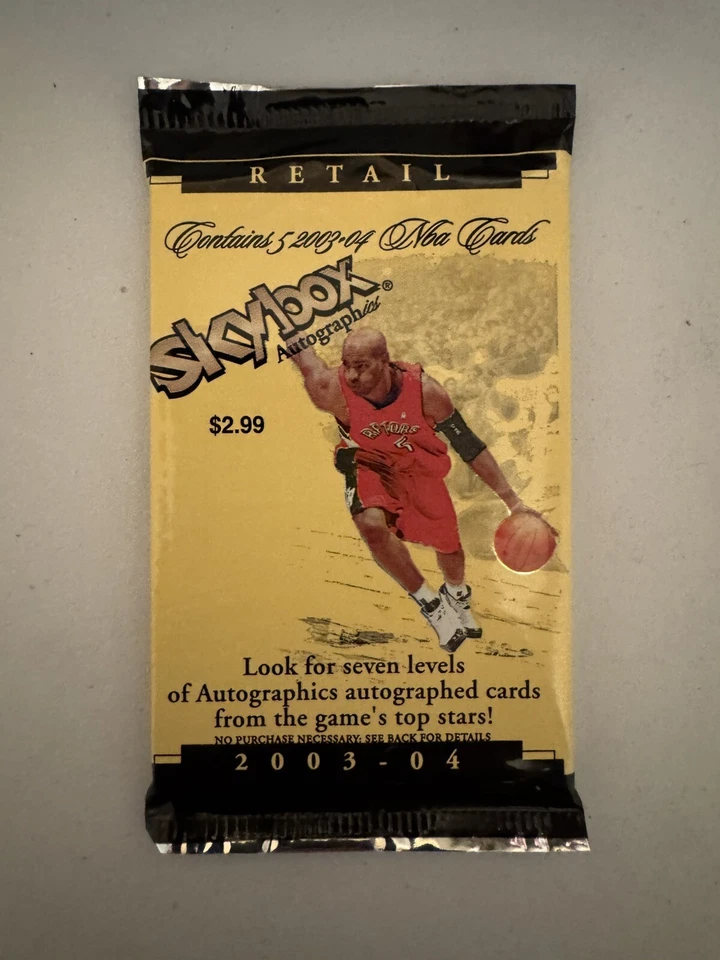 RETAIL
Contains 5 2003-04 Nba Cards
skybox®
Autographics
$2.99
RAPTORS
Look for seven levels
of Autographics autographed cards
from the game's top stars!
NO PURCHASE NECESSARY: SEE BACK FOR DETAILS
2003-04